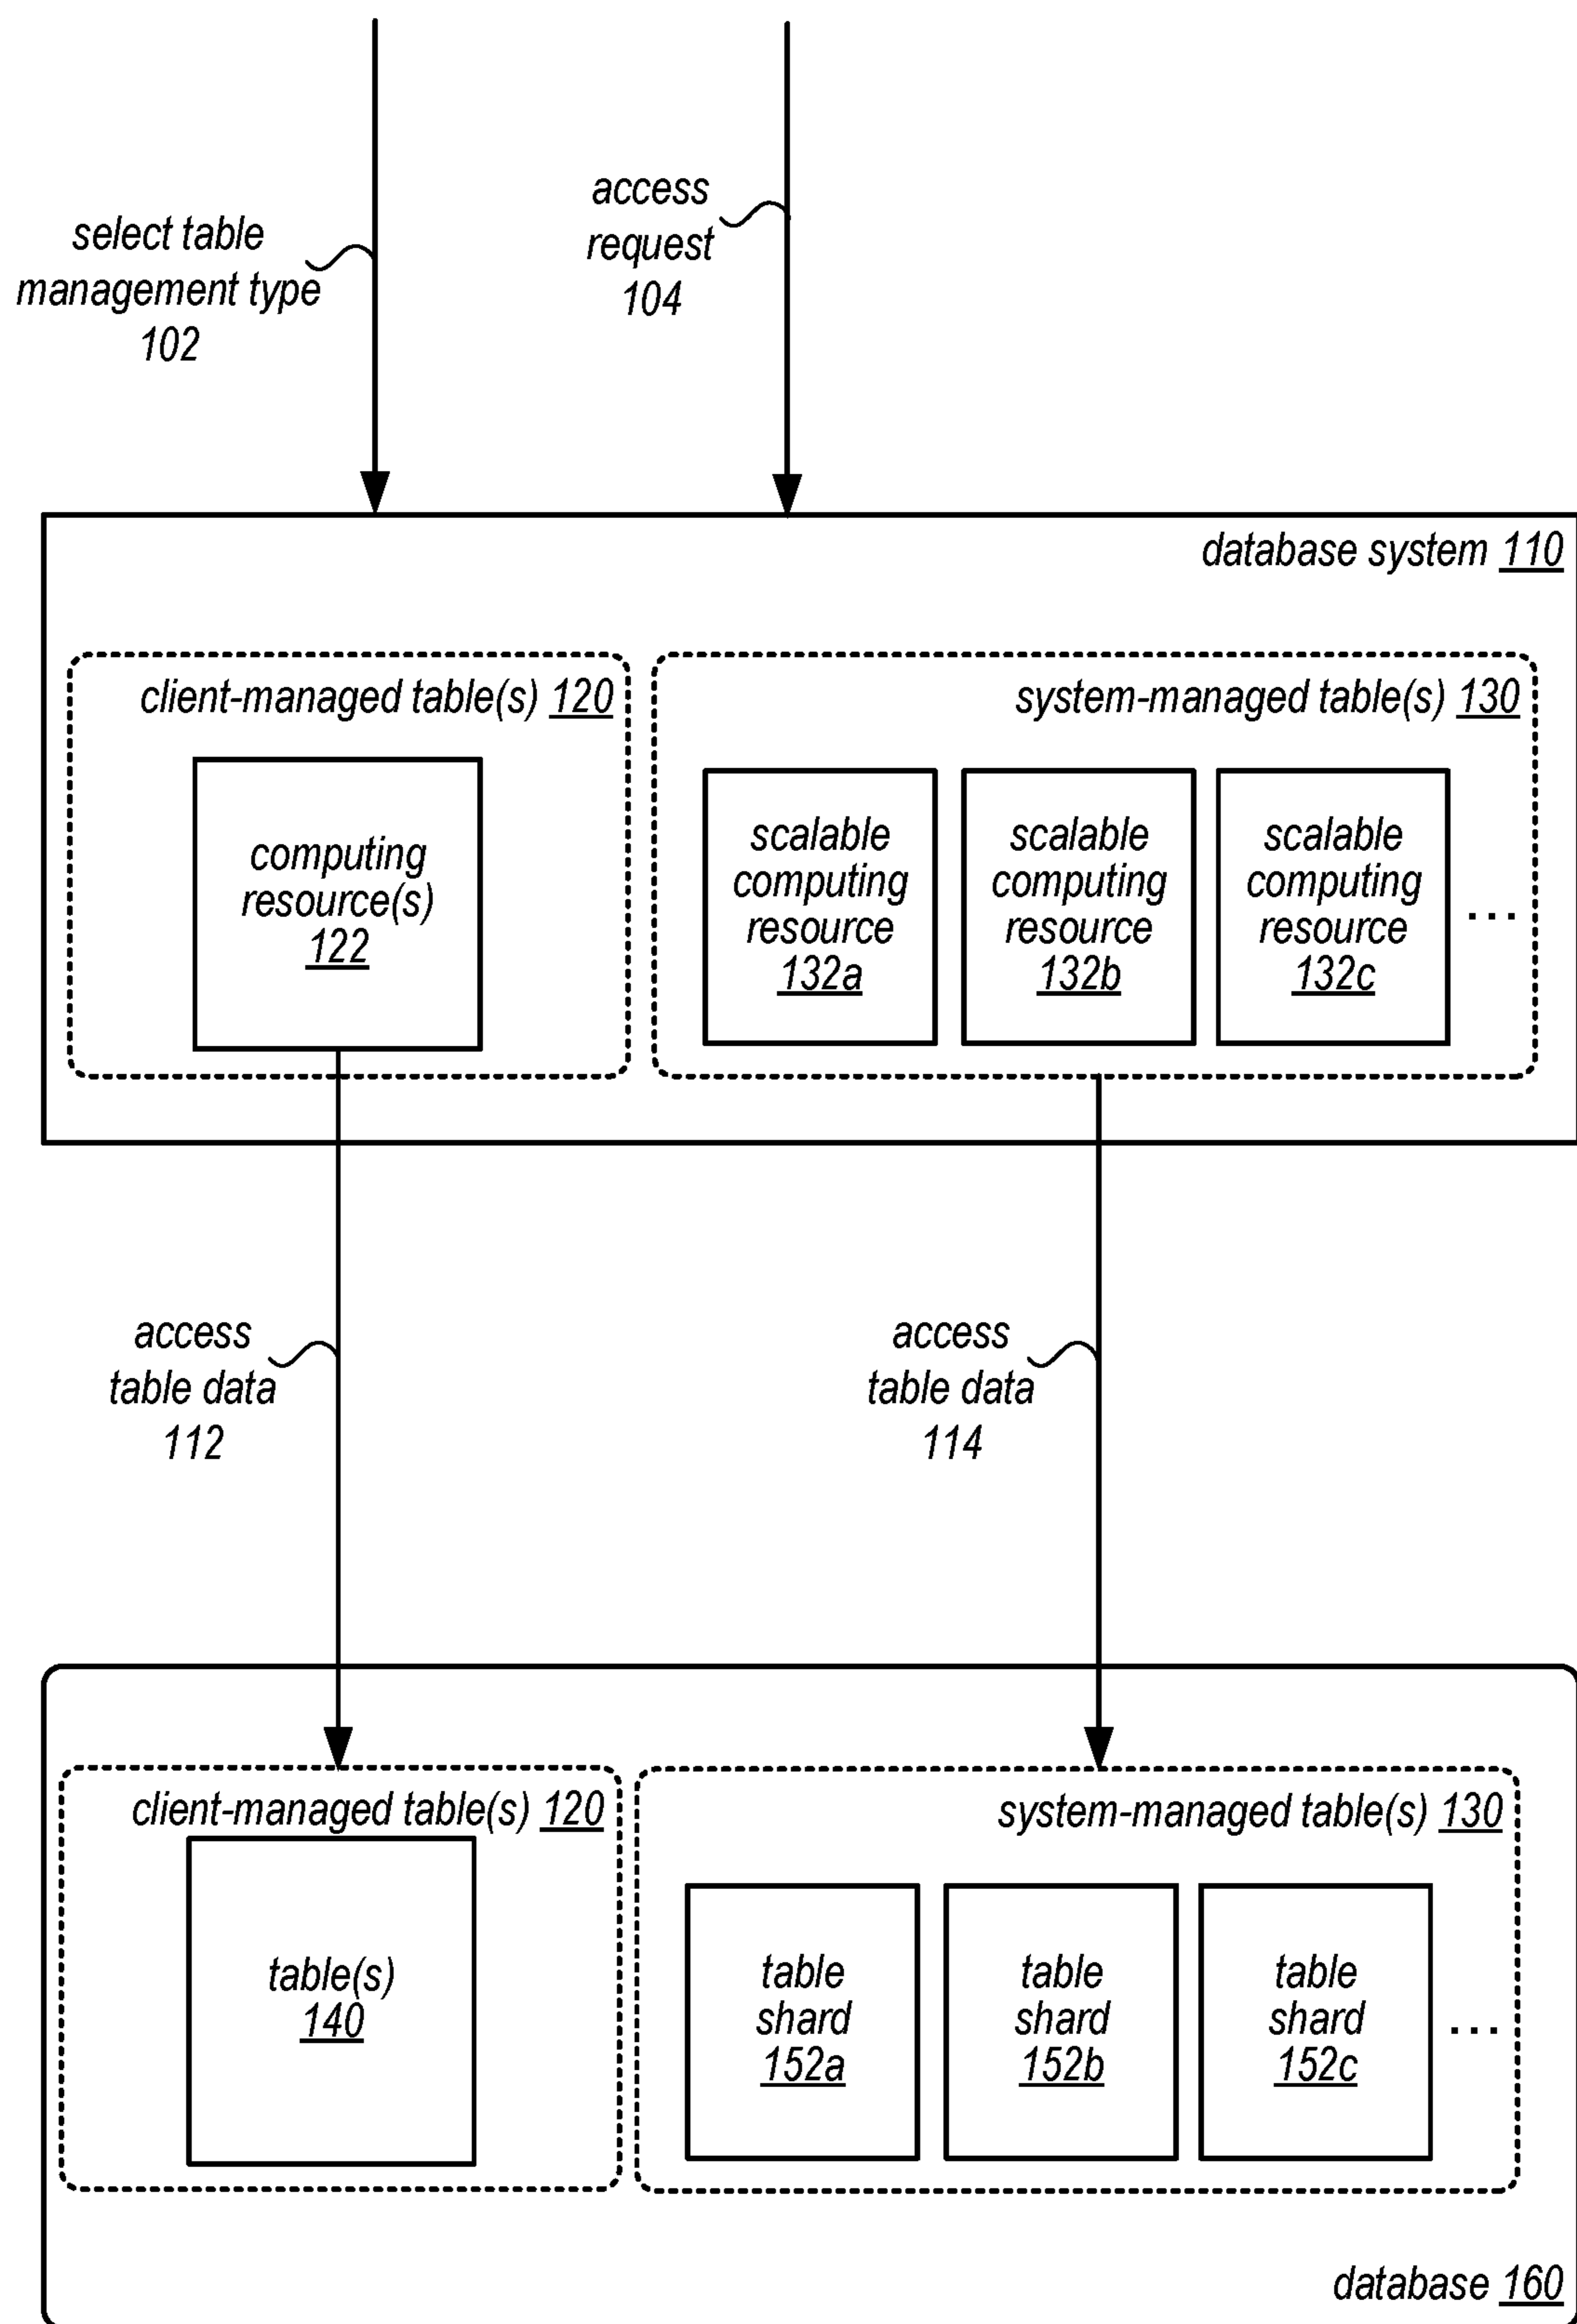 select table
management type
102
access
request
104
database system 110
client-managed table(s) 120
computing
resource(s)
122
system-managed table(s) 130
scalable
computing
resource
132a
scalable
computing
resource
132b
scalable
computing
resource
132c
...
access
table data
112
access
table data
114
client-managed table(s) 120
table(s)
140
system-managed table(s) 130
table
shard
152a
table
shard
152b
table
shard
152c
...
database 160